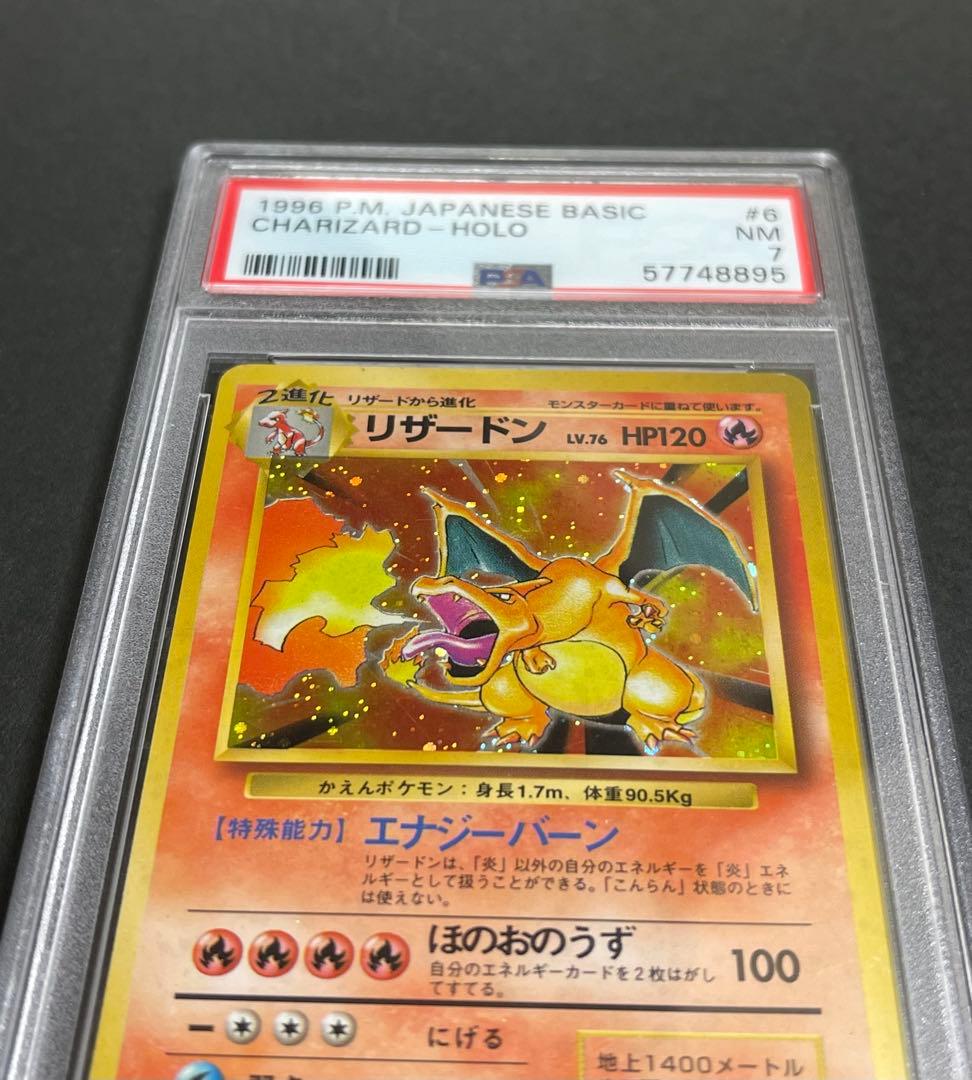 1996 P.M. JAPANESE BASIC #6
CHARIZARD - HOLO NM
7
PSA 57748895
2進化 リザードから進化 モンスターカードに重ねて使います。
リザードン LV.76 HP120
かえんポケモン：身長1.7m、体重90.5Kg
【特殊能力】エナジーバーン
リザードンは、「炎」以外の自分のエネルギーを「炎」エネ
ルギーとして扱うことができる。「こんらん」状態のときに
は使えない。
ほのおのうず 100
自分のエネルギーカードを2枚はがし
てすてる。
にげる
地上1400メートル